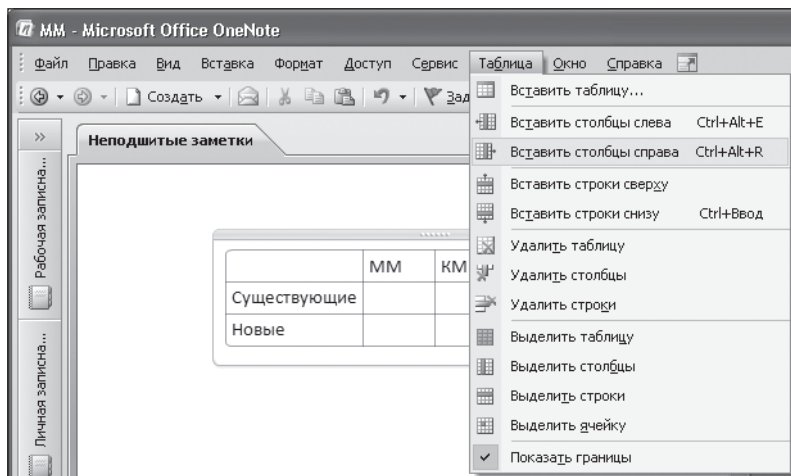 ММ - Microsoft Office OneNote
Файл Правка Вид Вставка Формат Доступ Сервис Таблица Окно Справка
Создать Зад
Неподшитые заметки
Рабочая записна...
Личная записна...
ММ КМ
Существующие
Новые
Вставить таблицу...
Вставить столбцы слева Ctrl+Alt+E
Вставить столбцы справа Ctrl+Alt+R
Вставить строки сверху
Вставить строки снизу Ctrl+Ввод
Удалить таблицу
Удалить столбцы
Удалить строки
Выделить таблицу
Выделить столбцы
Выделить строки
Выделить ячейку
Показать границы